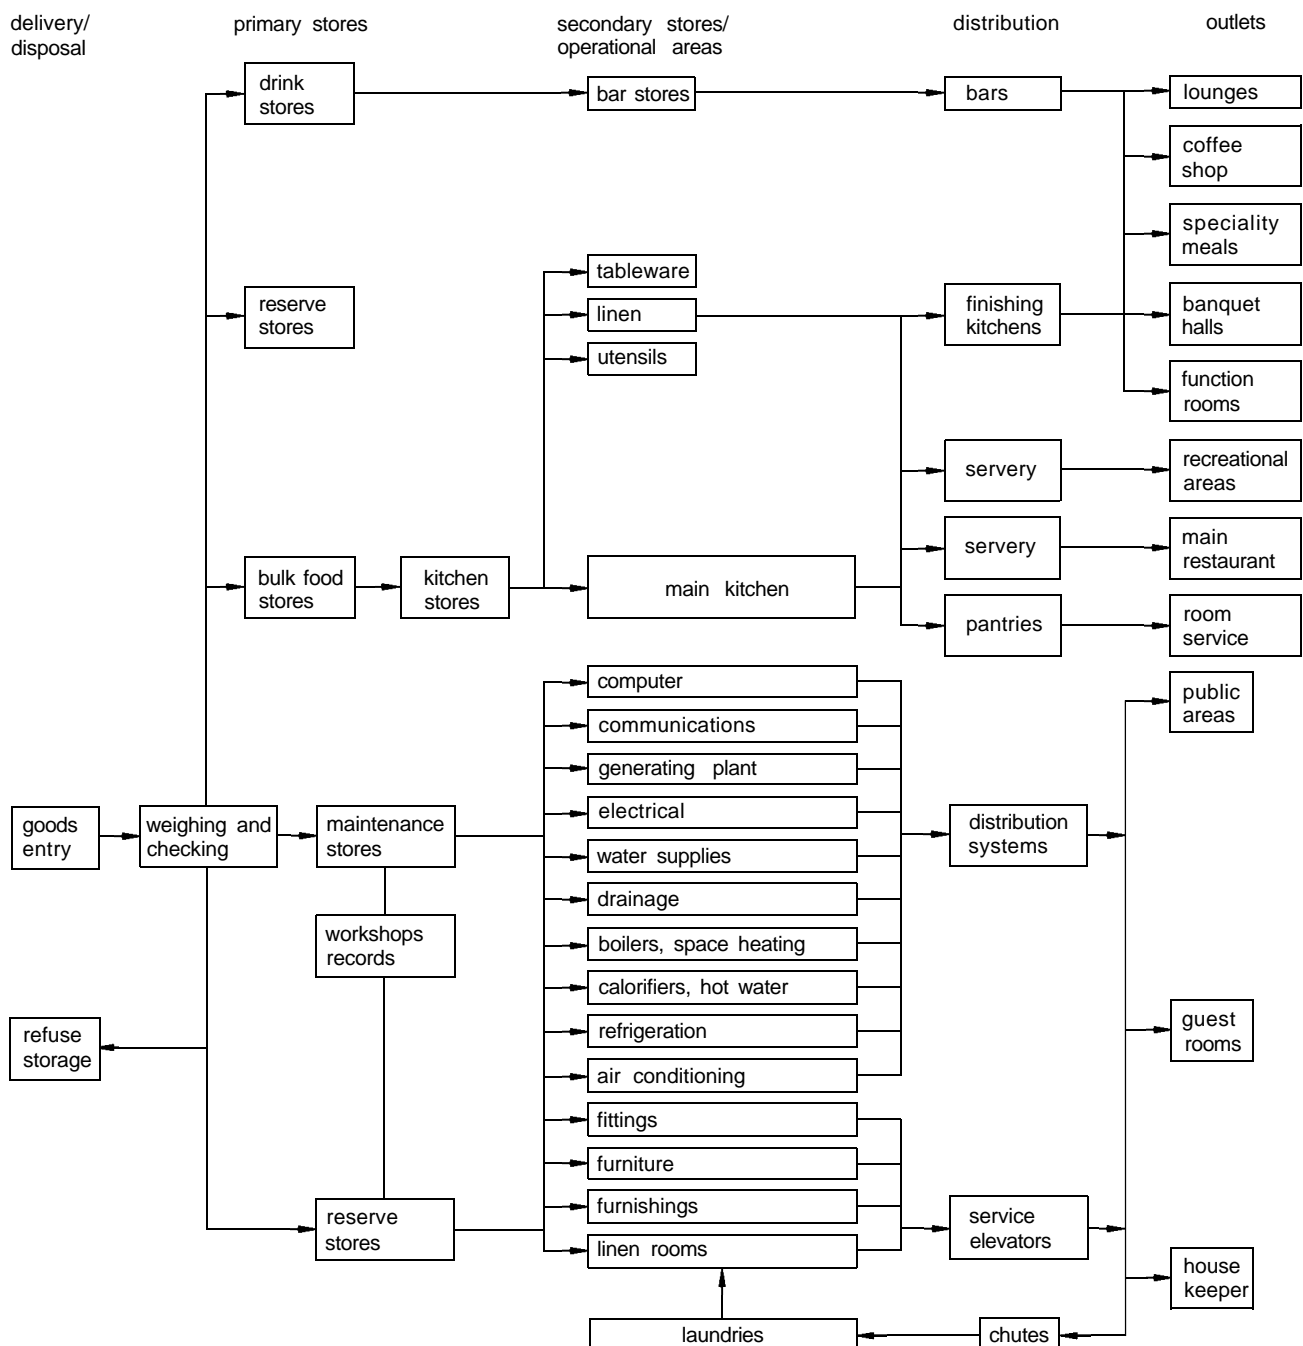 delivery/
disposal
primary stores
secondary stores/
operational areas
distribution
outlets
drink
stores
bar stores
bars
lounges
coffee
shop
speciality
meals
tableware
reserve
stores
linen
finishing
kitchens
banquet
halls
utensils
function
rooms
servery
recreational
areas
servery
main
restaurant
bulk food
stores
kitchen
stores
main kitchen
pantries
room
service
computer
public
areas
communications
generating plant
electrical
goods
entry
weighing and
checking
maintenance
stores
distribution
systems
water supplies
drainage
workshops
records
boilers, space heating
calorifiers, hot water
refuse
storage
refrigeration
guest
rooms
air conditioning
fittings
furniture
furnishings
reserve
stores
service
elevators
linen rooms
house
keeper
laundries
chutes